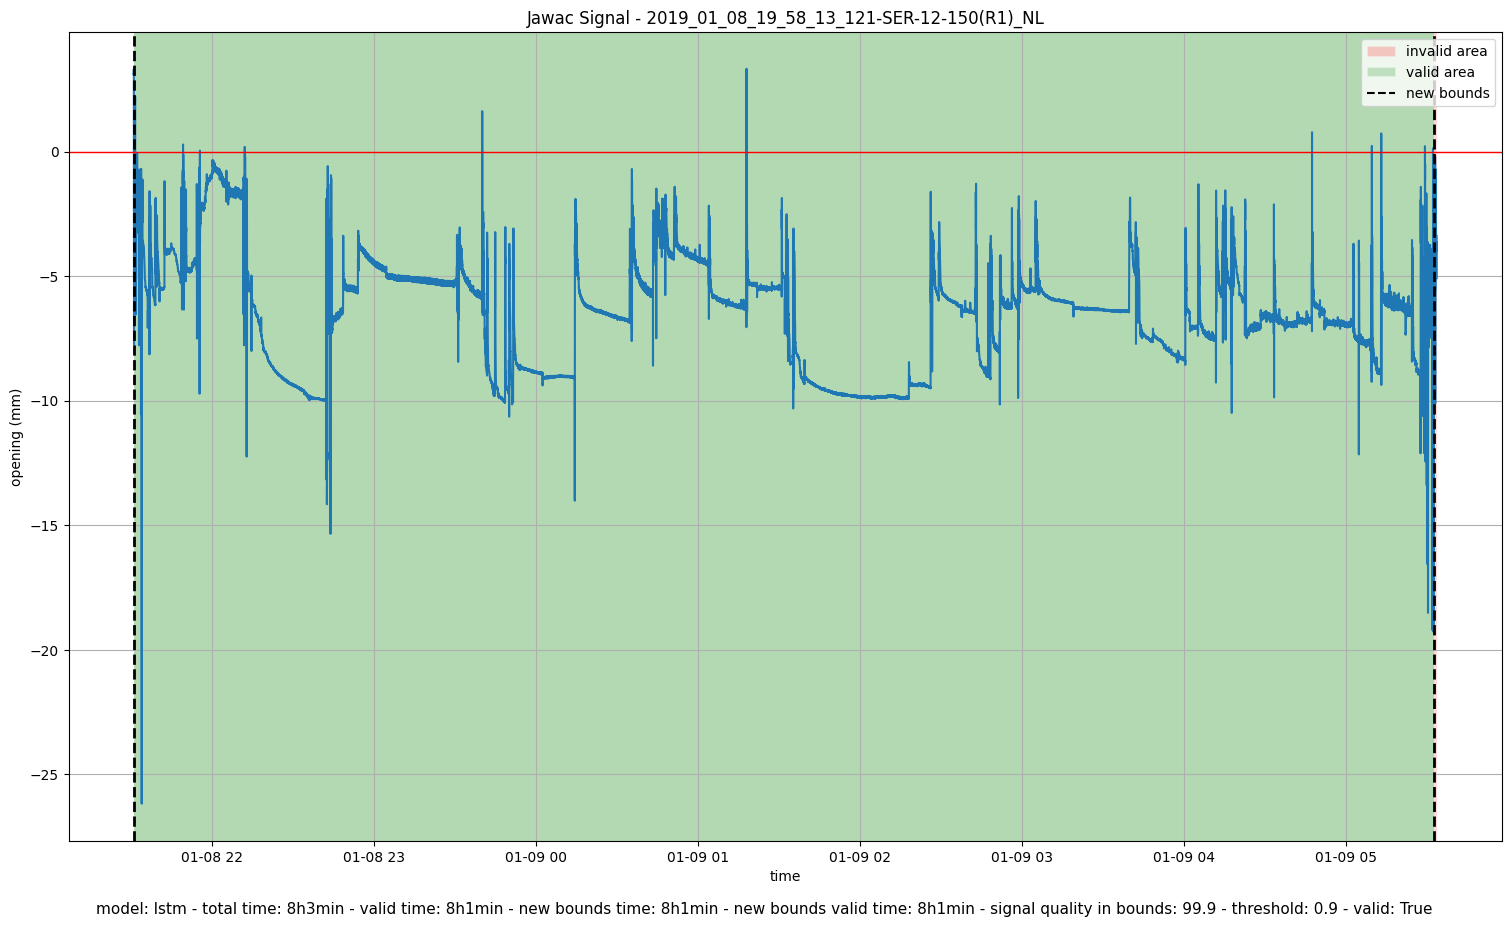 Jawac Signal - 2019_01_08_19_58_13_121-SER-12-150(R1)_NL
invalid area
valid area
new bounds
0
−5
−10
−15
−20
−25
opening (mm)
01-08 22 01-08 23 01-09 00 01-09 01 01-09 02 01-09 03 01-09 04 01-09 05
time
model: lstm - total time: 8h3min - valid time: 8h1min - new bounds time: 8h1min - new bounds valid time: 8h1min - signal quality in bounds: 99.9 - threshold: 0.9 - valid: True